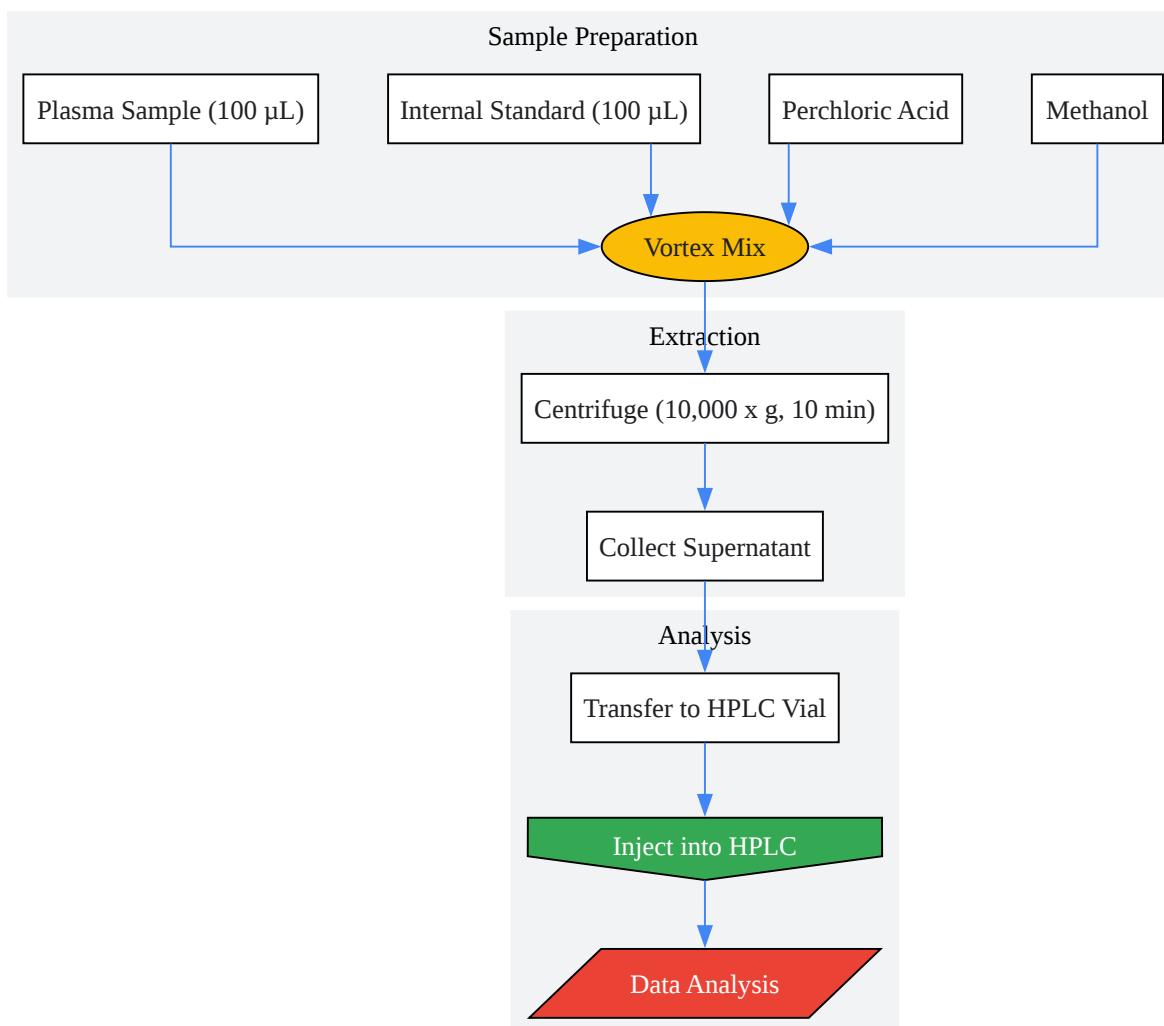 Sample Preparation
Plasma Sample (100 µL)
Internal Standard (100 µL)
Perchloric Acid
Methanol
Vortex Mix
Extraction
Centrifuge (10,000 x g, 10 min)
Collect Supernatant
Analysis
Transfer to HPLC Vial
Inject into HPLC
Data Analysis